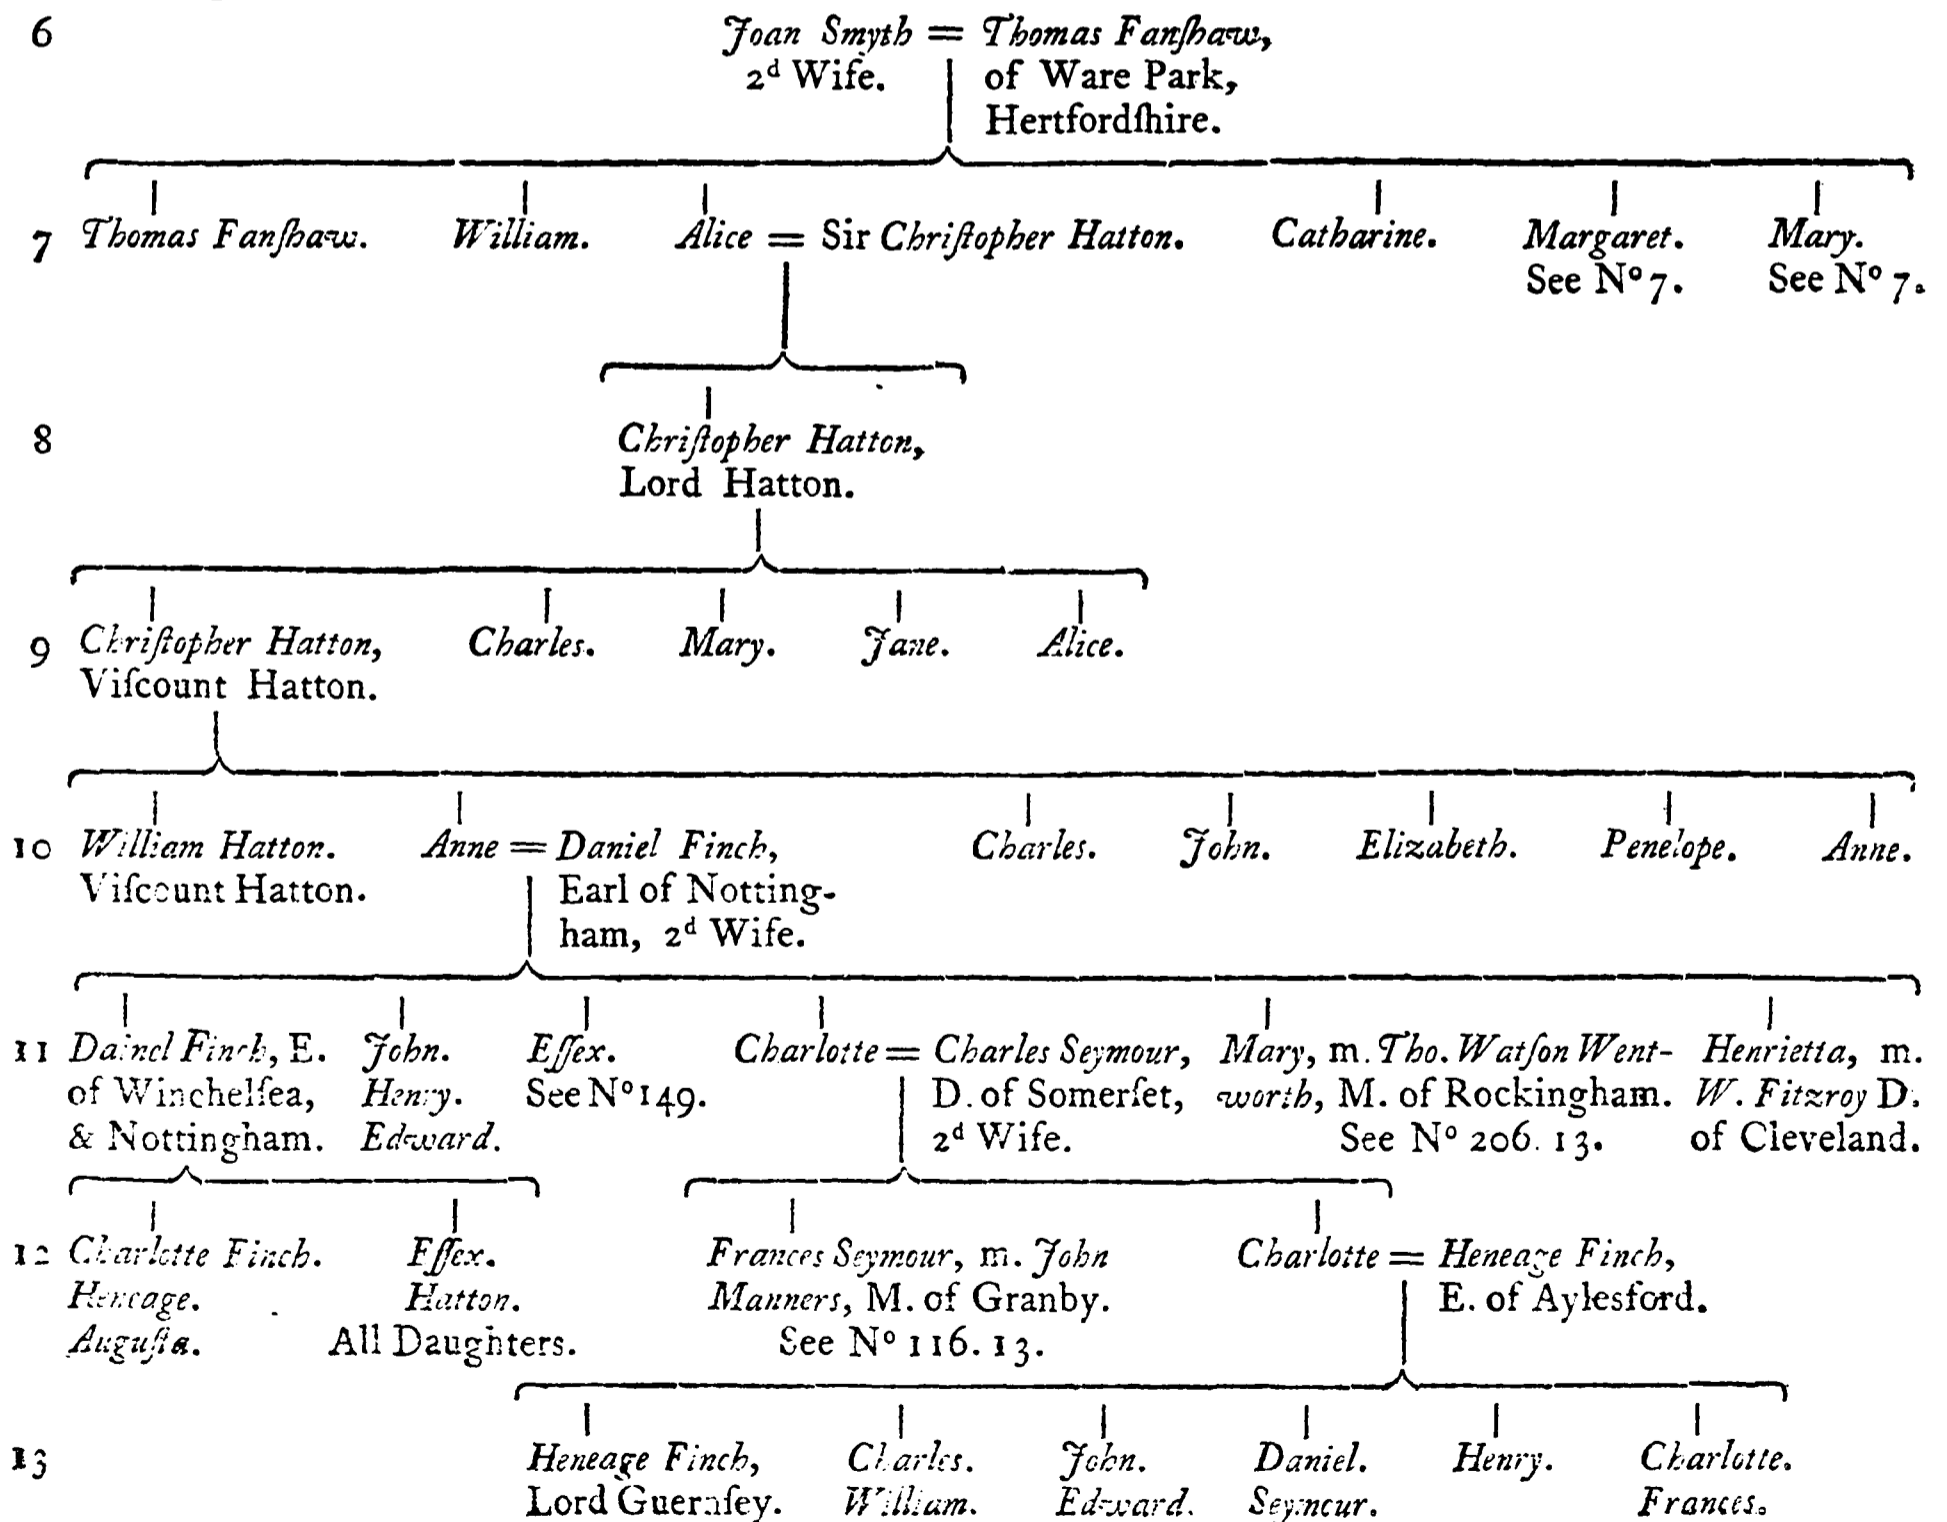 6 Joan Smyth = Thomas Fanſhaw,
2d Wife. of Ware Park,
Hertfordſhire.
7 Thomas Fanſhaw. William. Alice = Sir Chriſtopher Hatton. Catharine. Margaret. Mary.
See No 7. See No 7.
8 Chriſtopher Hatton,
Lord Hatton.
9 Chriſtopher Hatton, Charles. Mary. Jane. Alice.
Viſcount Hatton.
10 William Hatton. Anne = Daniel Finch, Charles. John. Elizabeth. Penelope. Anne.
Viſcount Hatton. Earl of Notting-
ham, 2d Wife.
11 Dainel Finch, E. John. Eſſex. Charlotte = Charles Seymour, Mary, m. Tho. Watſon Went- Henrietta, m.
of Winchelſea, Henry. See No 149. D. of Somerſet, worth, M. of Rockingham. W. Fitzroy D.
& Nottingham. Edward. 2d Wife. See No 206. 13. of Cleveland.
12 Charlotte Finch. Eſſex. Frances Seymour, m. John Charlotte = Heneage Finch,
Heneage. Hatton. Manners, M. of Granby. E. of Aylesford.
Auguſta. All Daughters. See No 116. 13.
13 Heneage Finch, Charles. John. Daniel. Henry. Charlotte.
Lord Guernſey. William. Edward. Seymour. Frances.